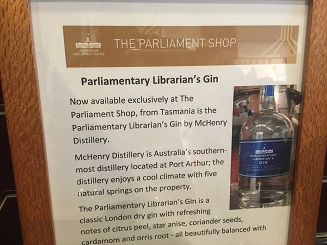 THE PARLIAMENT SHOP
Parliamentary Librarian's Gin
Now available exclusively at The
Parliament Shop, from Tasmania is the
Parliamentary Librarian's Gin by McHenry
Distillery.
McHenry Distillery is Australia's southern-
most distillery located at Port Arthur; the
distillery enjoys a cool climate with five
natural springs on the property.
The Parliamentary Librarian's Gin is a
classic London dry gin with refreshing
notes of citrus peel, star anise, coriander seeds,
cardamom and orris root - all beautifully balanced with
GIN